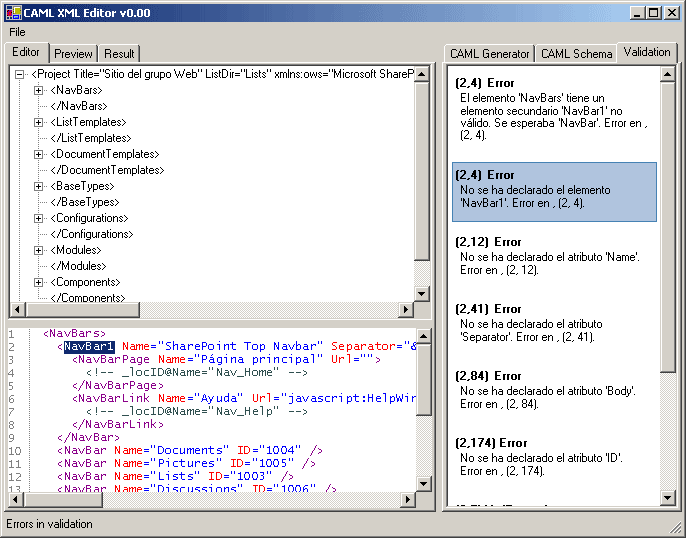 CAML XML Editor v0.00
File
Editor Preview Result
<Project Title="Sitio del grupo Web" ListDir="Lists" xmlns:ows="Microsoft ShareP
<NavBars>
</NavBars>
<ListTemplates>
</ListTemplates>
<DocumentTemplates>
</DocumentTemplates>
<BaseTypes>
</BaseTypes>
<Configurations>
</Configurations>
<Modules>
</Modules>
<Components>
</Components>
1 <NavBars>
2 <NavBar1 Name="SharePoint Top Navbar" Separator="&
3 <NavBarPage Name="Página principal" Url="">
4 <!-- _locID@Name="Nav_Home" -->
5 </NavBarPage>
6 <NavBarLink Name="Ayuda" Url="javascript:HelpWin
7 <!-- _locID@Name="Nav_Help" -->
8 </NavBarLink>
9 </NavBar>
10 <NavBar Name="Documents" ID="1004" />
11 <NavBar Name="Pictures" ID="1005" />
12 <NavBar Name="Lists" ID="1003" />
13 <NavBar Name="Discussions" ID="1006" />
CAML Generator CAML Schema Validation
(2,4) Error
El elemento 'NavBars' tiene un
elemento secundario 'NavBar1' no
válido. Se esperaba 'NavBar'. Error en ,
(2, 4).
(2,4) Error
No se ha declarado el elemento
'NavBar1'. Error en , (2, 4).
(2,12) Error
No se ha declarado el atributo 'Name'.
Error en , (2, 12).
(2,41) Error
No se ha declarado el atributo
'Separator'. Error en , (2, 41).
(2,84) Error
No se ha declarado el atributo 'Body'.
Error en , (2, 84).
(2,174) Error
No se ha declarado el atributo 'ID'.
Error en , (2, 174).
Errors in validation